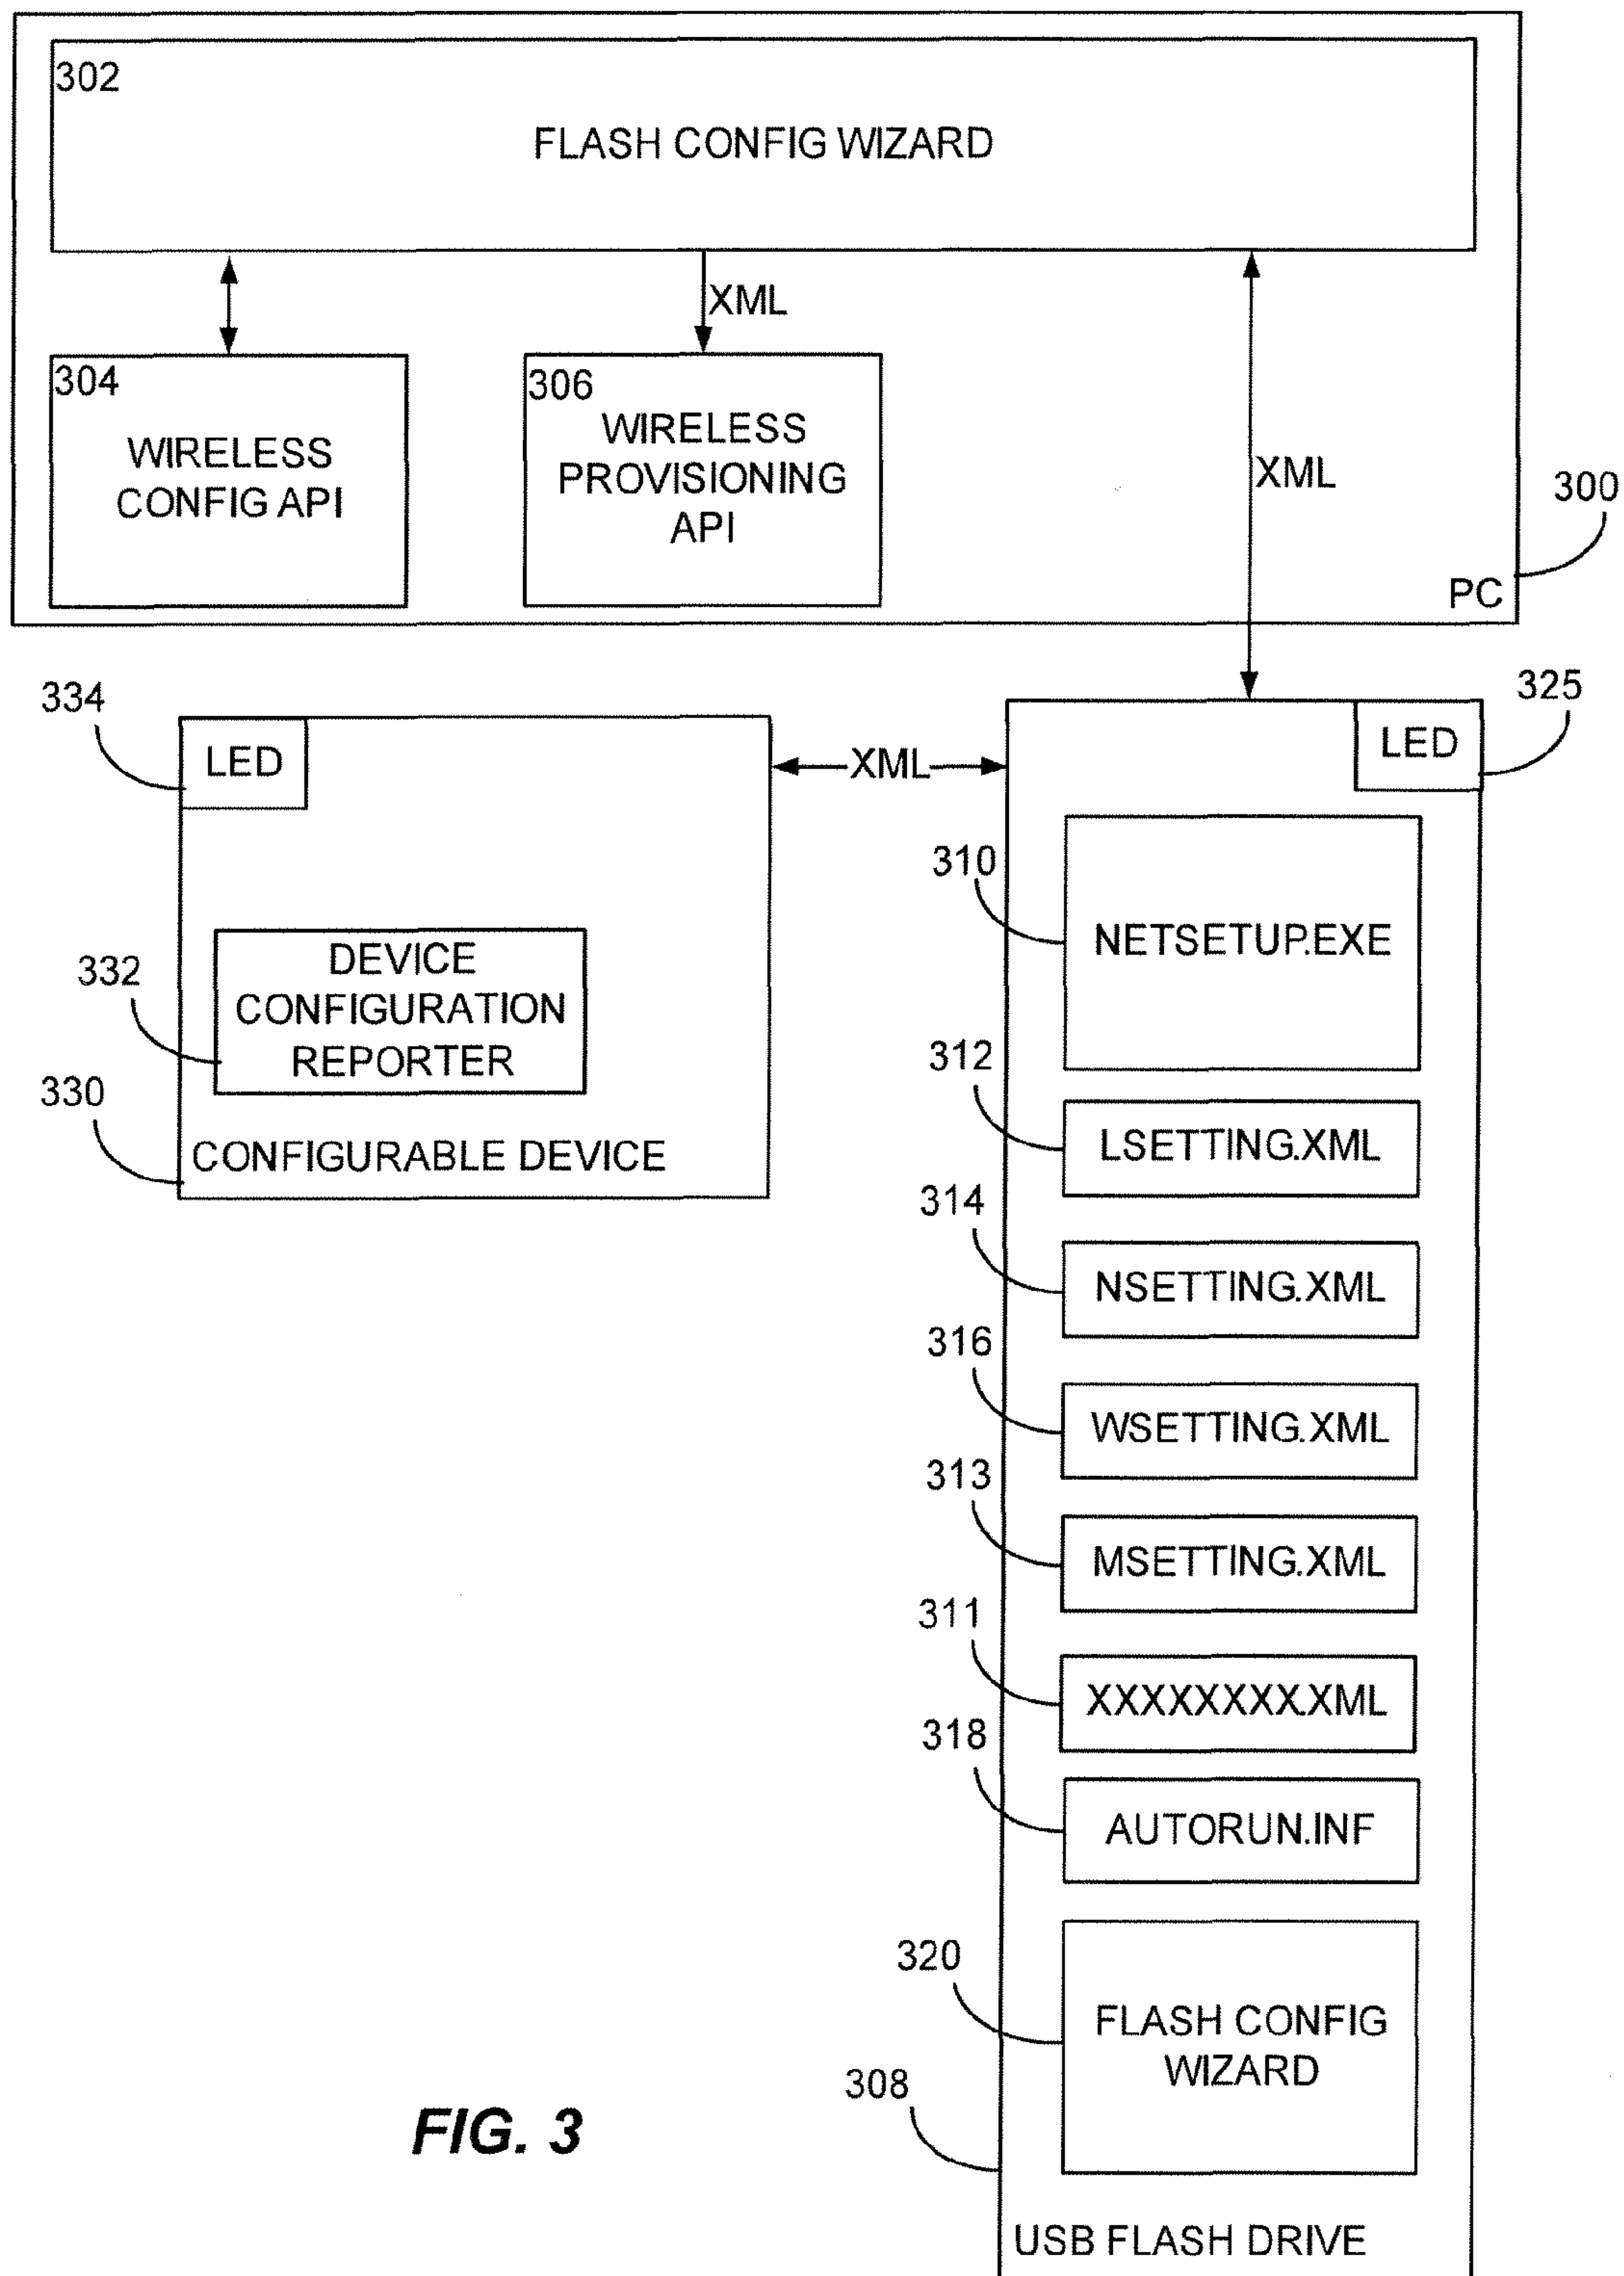 302
FLASH CONFIG WIZARD
XML
304
WIRELESS
CONFIG API
306
WIRELESS
PROVISIONING
API
XML
300
PC
334
LED
XML
325
LED
310
NETSETUP.EXE
332
DEVICE
CONFIGURATION
REPORTER
330
CONFIGURABLE DEVICE
312
LSETTING.XML
314
NSETTING.XML
316
WSETTING.XML
313
MSETTING.XML
311
XXXXXXXX.XML
318
AUTORUN.INF
320
FLASH CONFIG
WIZARD
308
USB FLASH DRIVE
FIG. 3